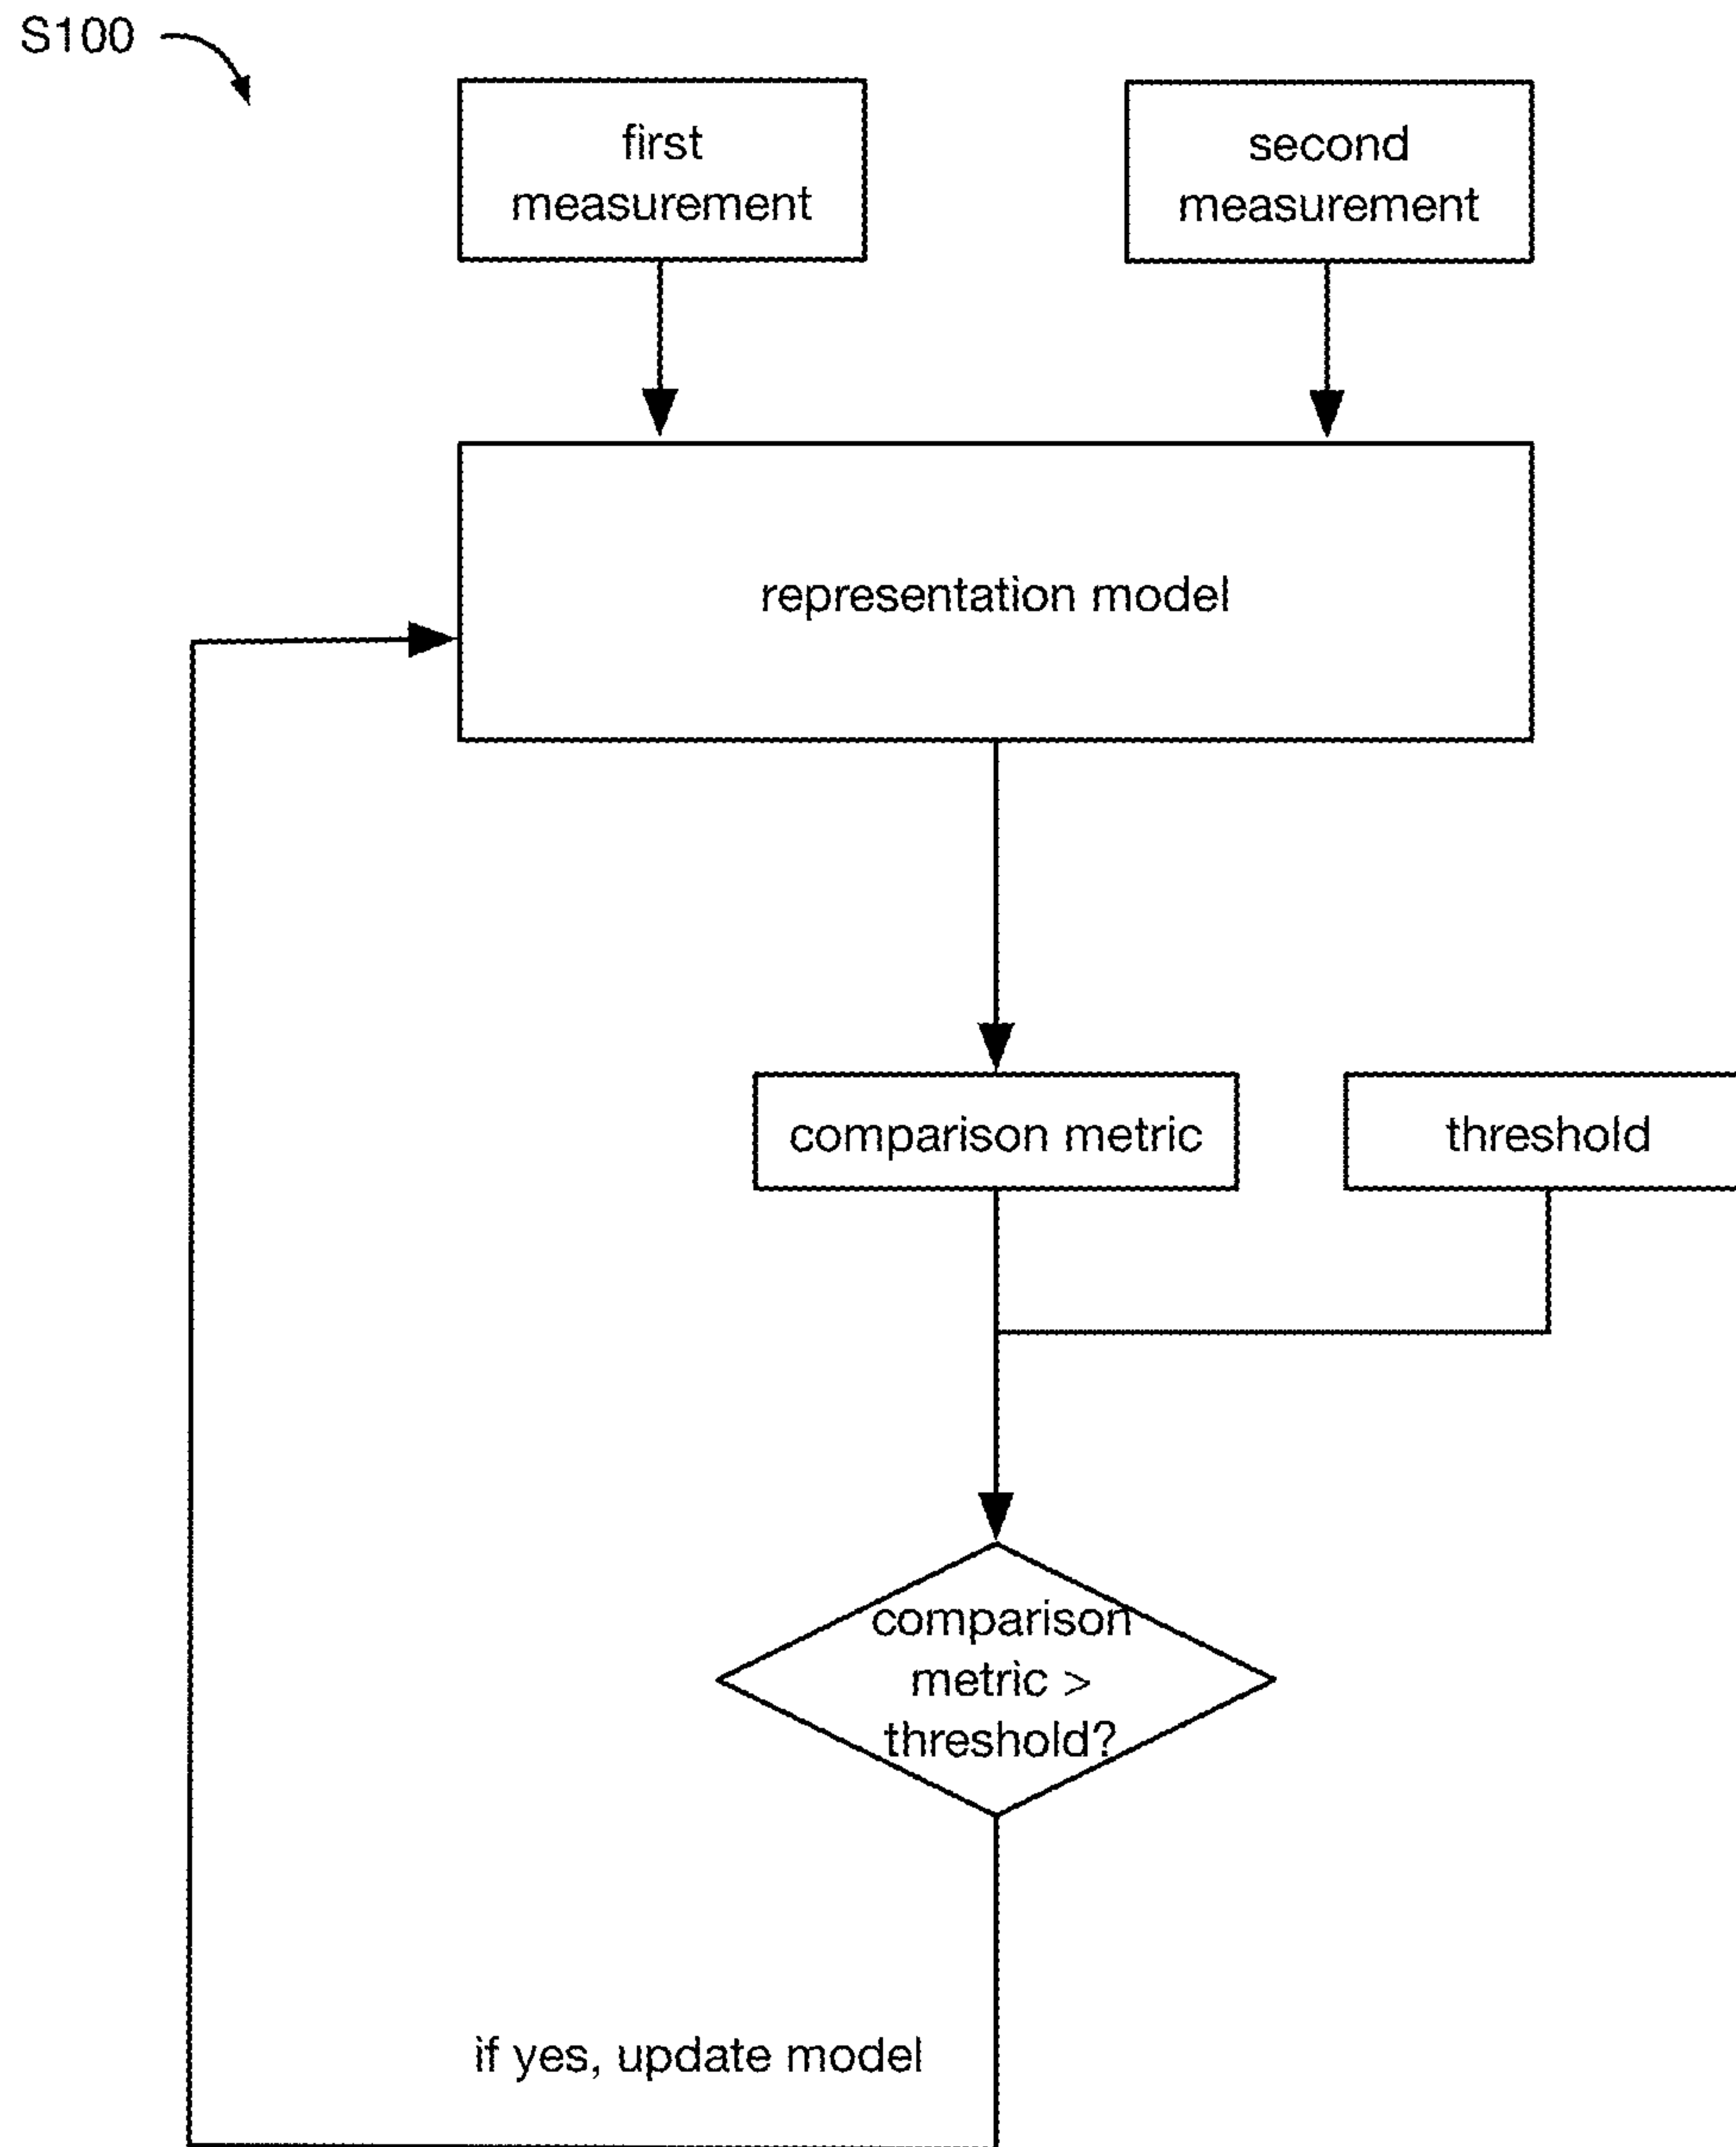 S100
first
measurement
second
measurement
representation model
comparison metric
threshold
comparison
metric >
threshold?
if yes, update model